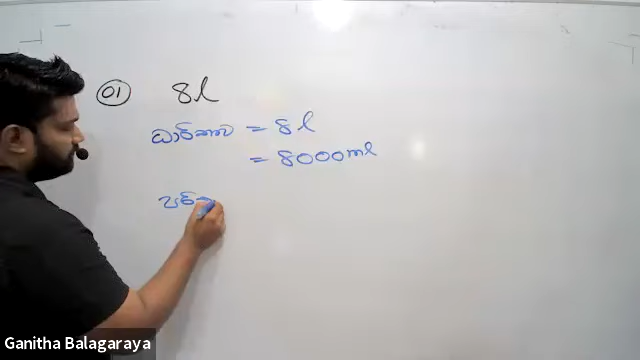 01 8l
ධාරිතාව = 8l
= 8000ml
Ganitha Balagaraya